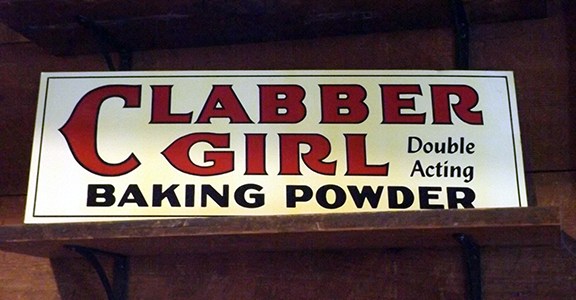 CLABBER
GIRL Double
Acting
BAKING POWDER